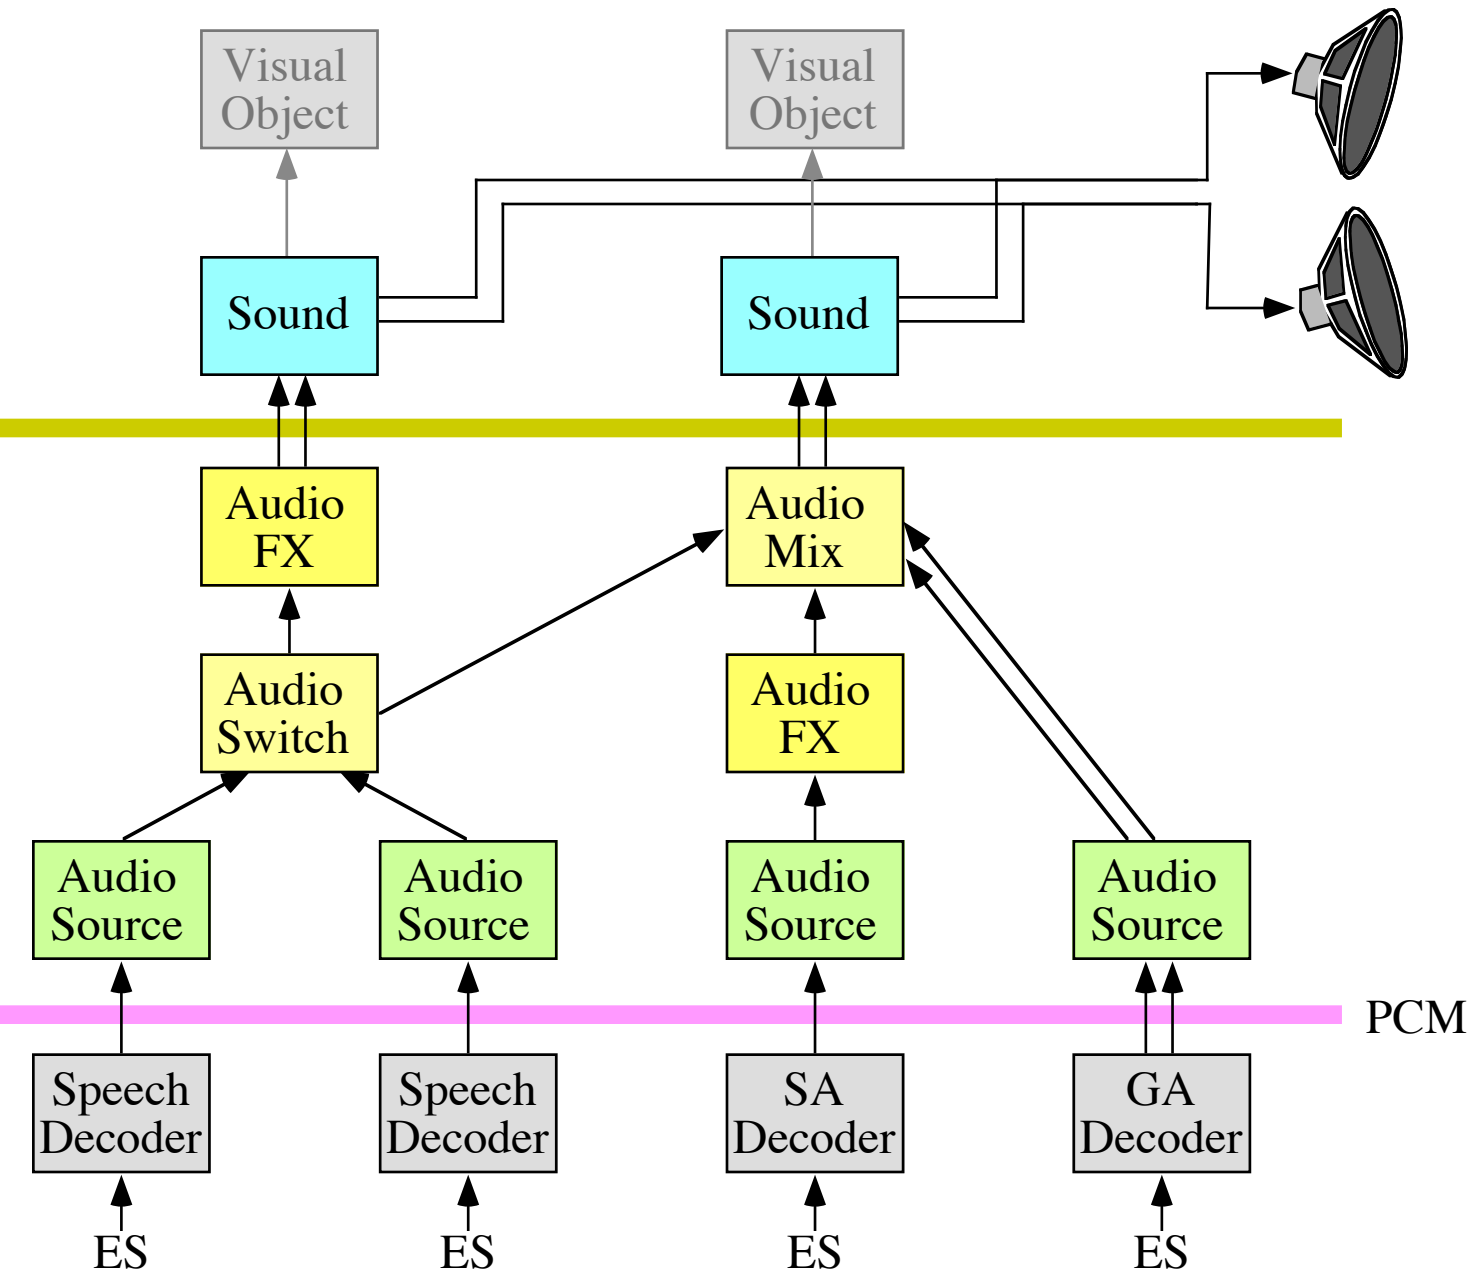 Visual
Object
Visual
Object
Sound
Sound
Audio
FX
Audio
Mix
Audio
Switch
Audio
FX
Audio
Source
Audio
Source
Audio
Source
Audio
Source
PCM
Speech
Decoder
Speech
Decoder
SA
Decoder
GA
Decoder
ES
ES
ES
ES